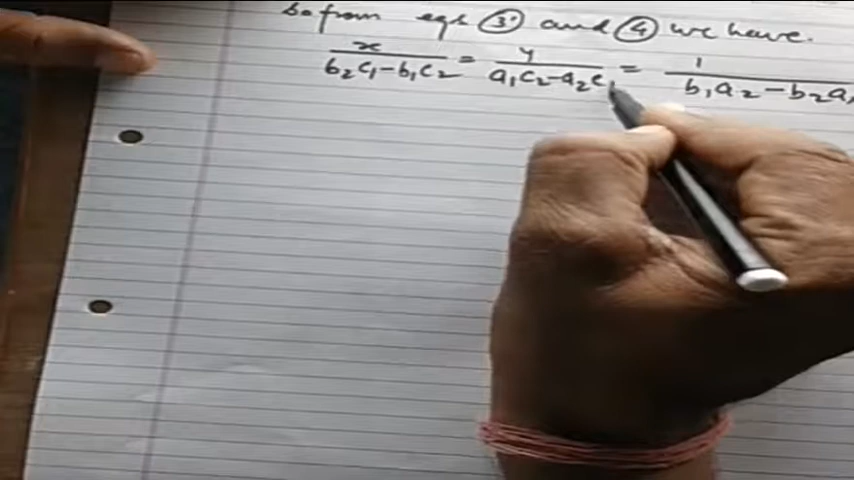 so from eqs (3) and (4) we have.
x/(b₂c₁-b₁c₂) = y/(a₁c₂-a₂c₁) = 1/(b₁a₂-b₂a₁